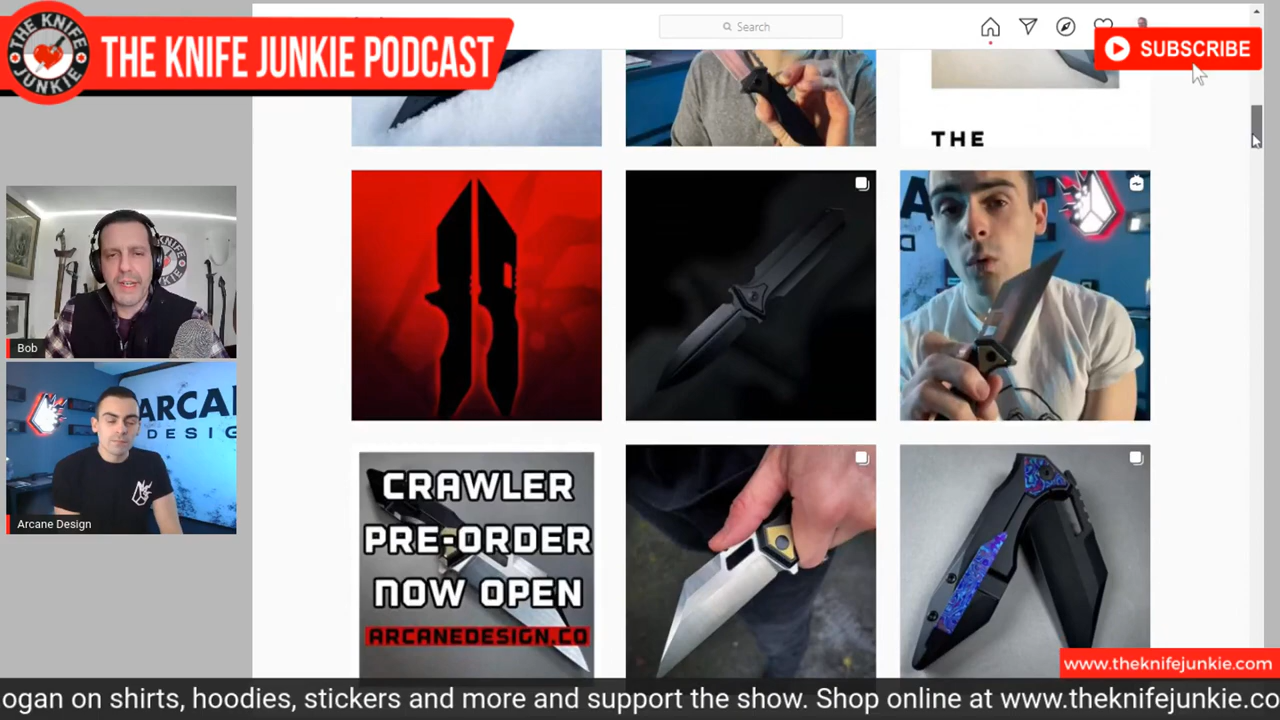 THE KNIFE
JUNKIE
THE KNIFE JUNKIE PODCAST
Search
SUBSCRIBE
THE
THE KNIFE
Bob
ARCA
DESIG
Arcane Design
CRAWLER
PRE-ORDER
NOW OPEN
ARCANEDESIGN.CO
www.theknifejunkie.com
ogan on shirts, hoodies, stickers and more and support the show. Shop online at www.theknifejunkie.co